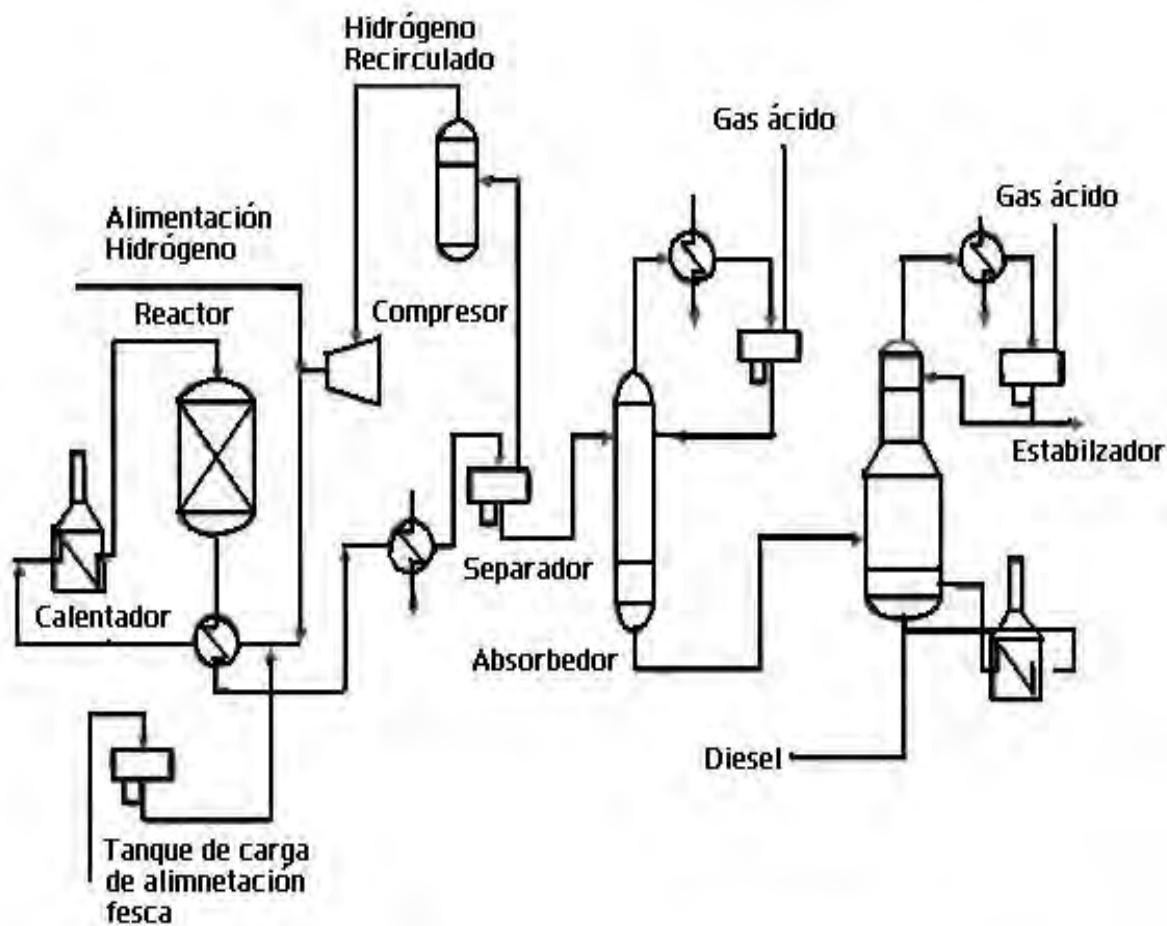 Hidrógeno
Recirculado
Gas ácido
Gas ácido
Alimentación
Hidrógeno
Reactor
Compresor
Estabilzador
Separador
Calentador
Absorbedor
Diesel
Tanque de carga
de alimnetación
fesca